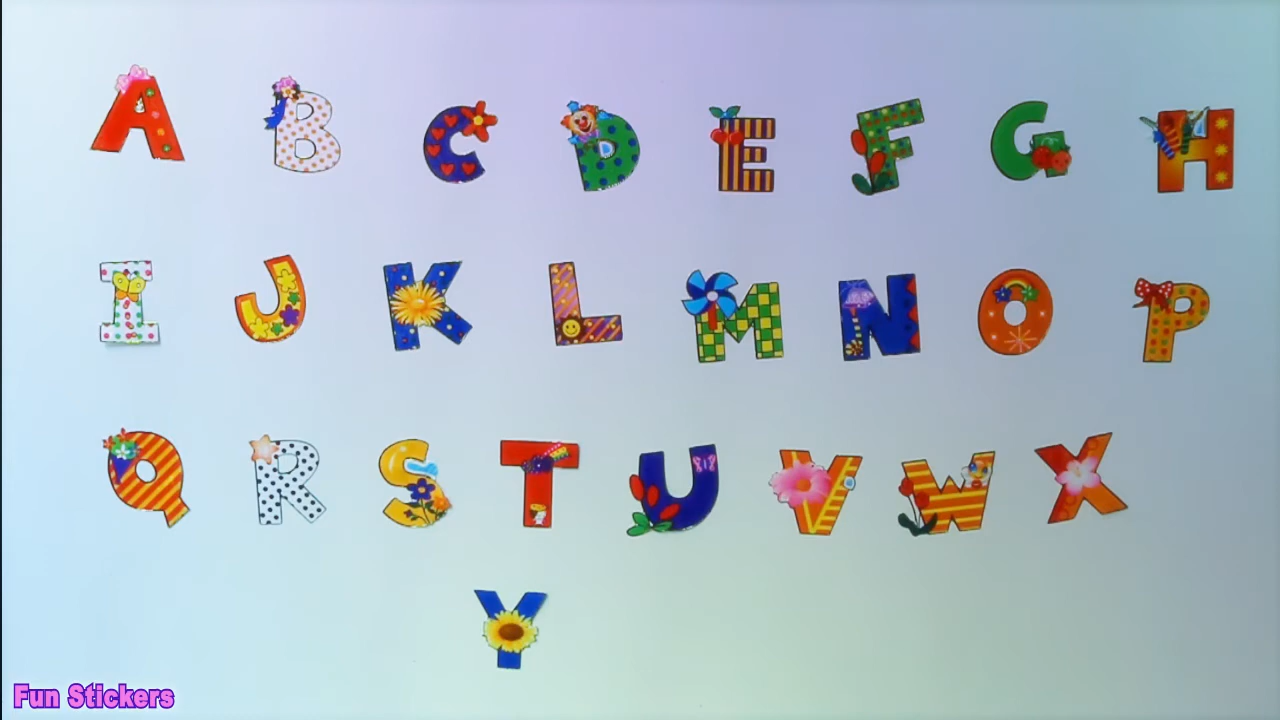 A B C D E F G H
I J K L M N O P
Q R S T U V W X
Y
Fun Stickers